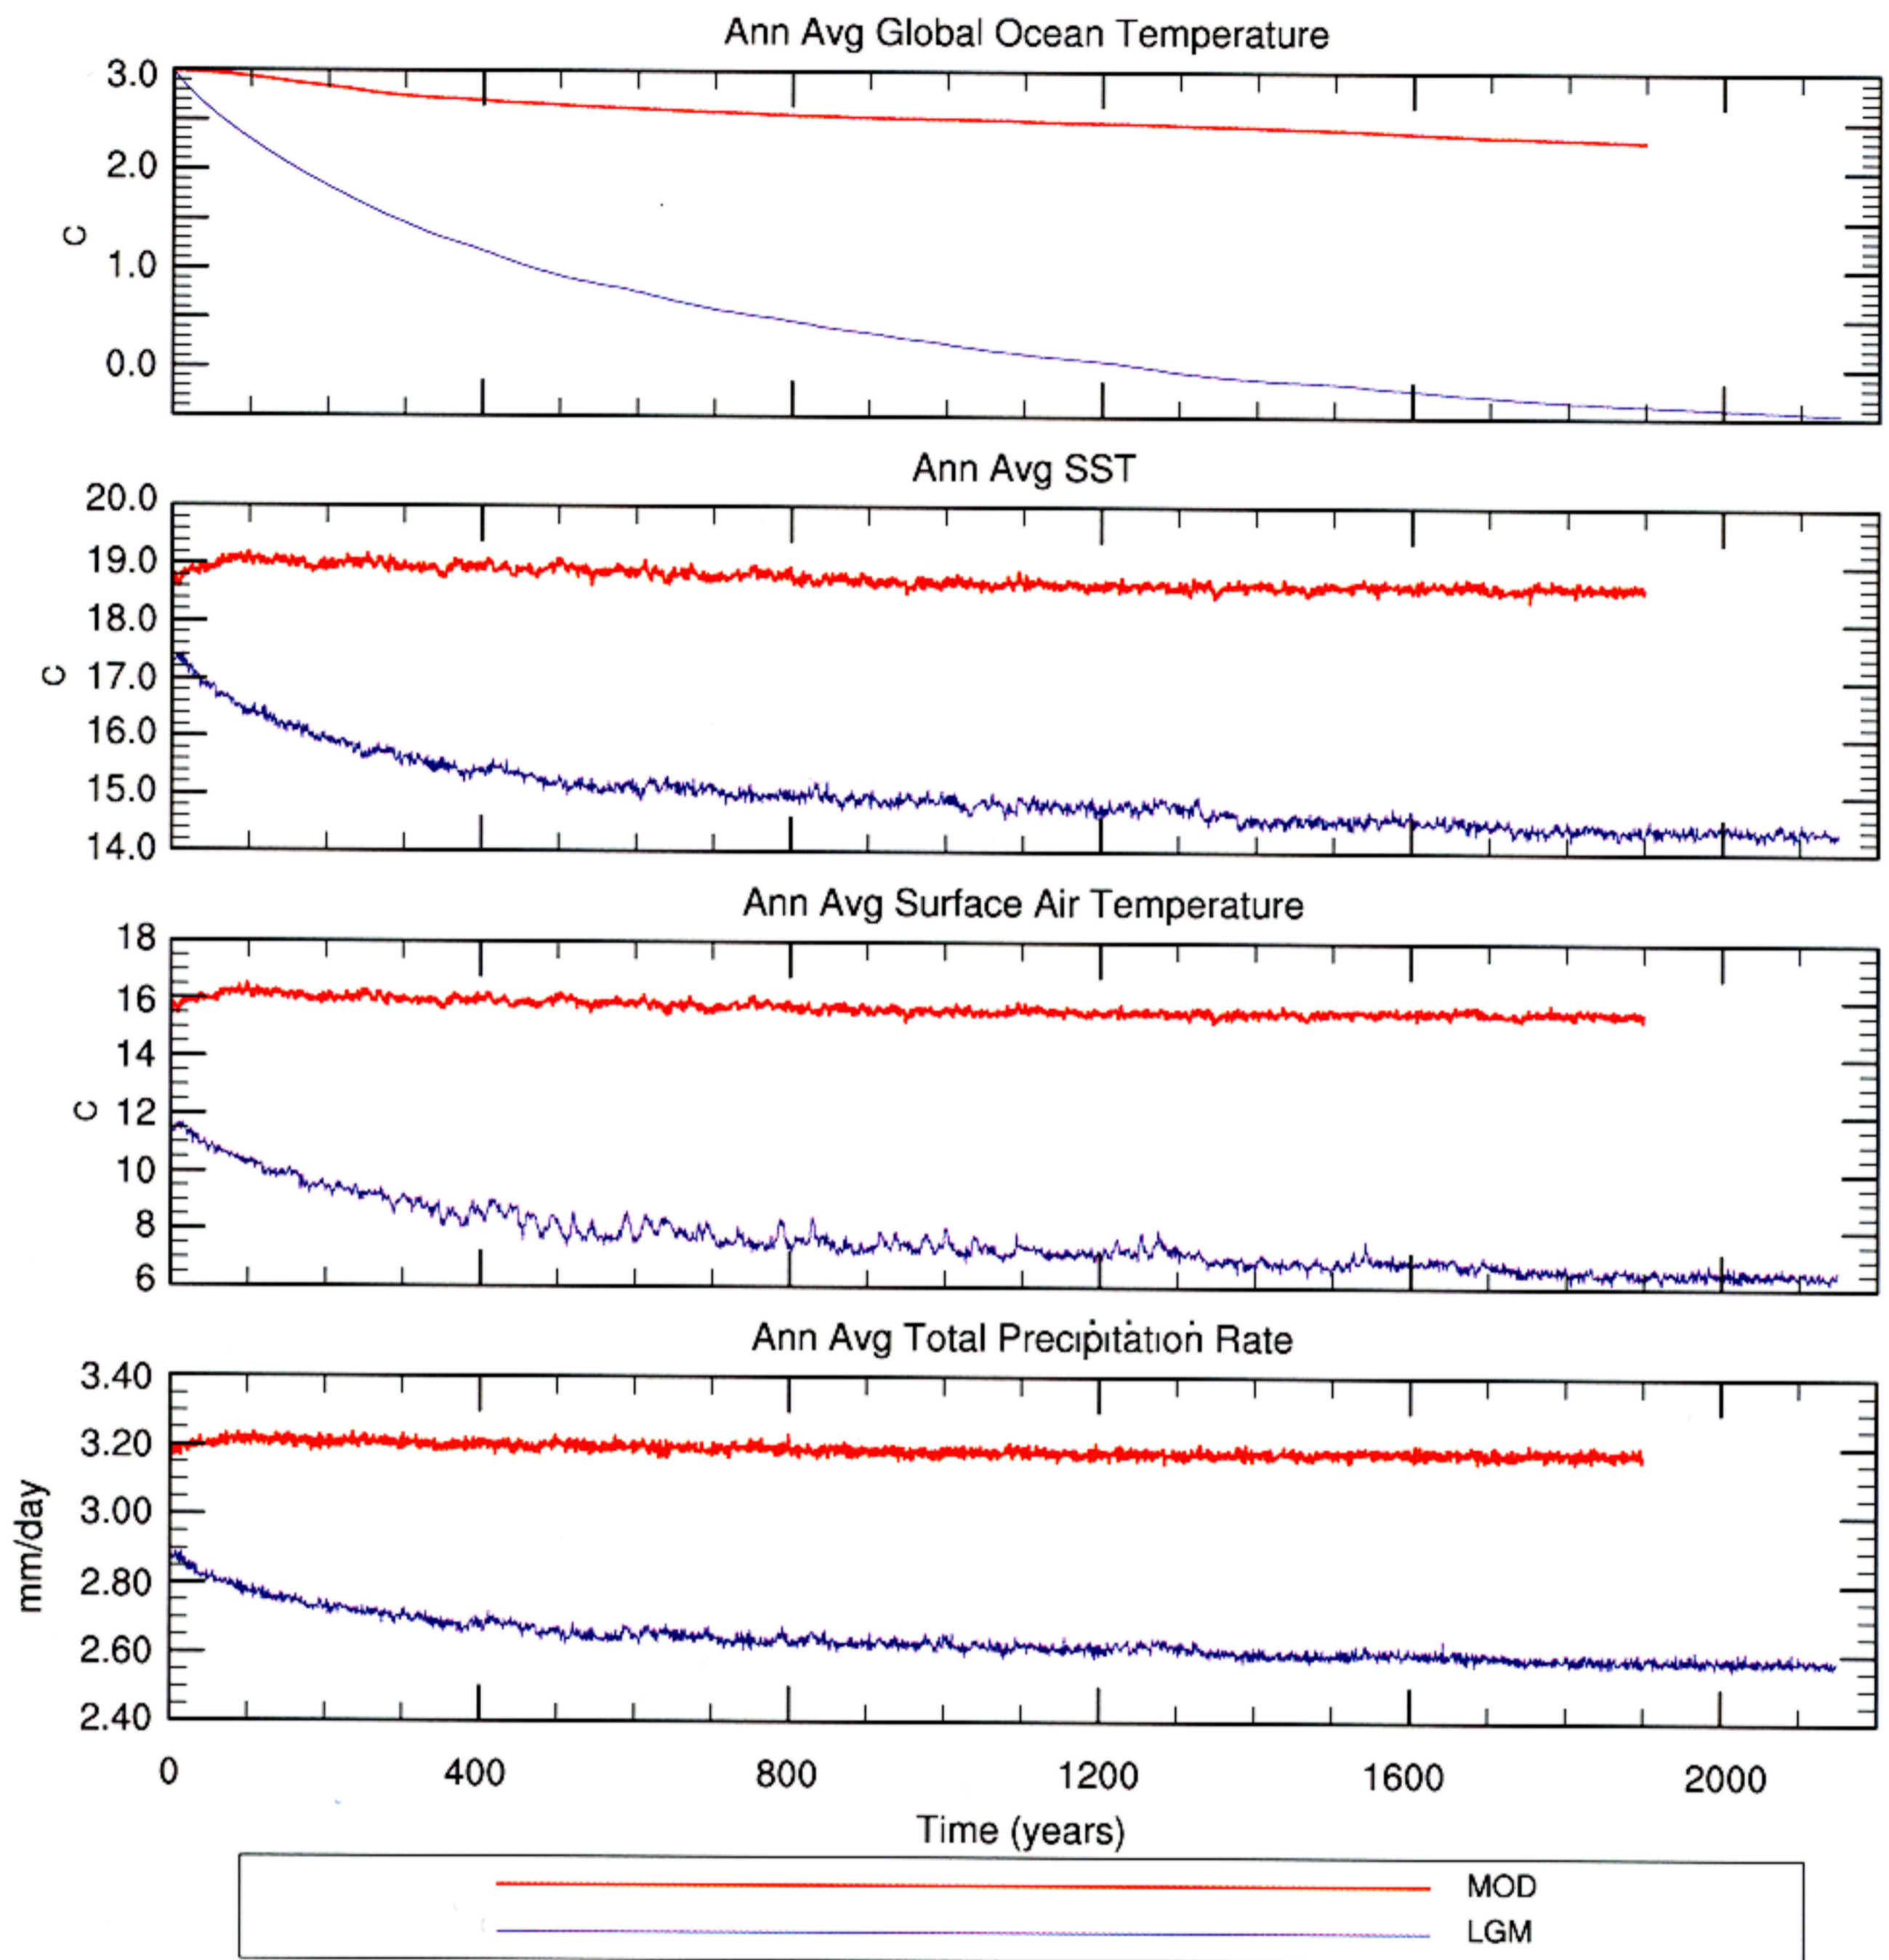 Ann Avg Global Ocean Temperature
3.0
2.0
1.0
0.0
C
Ann Avg SST
20.0
19.0
18.0
17.0
16.0
15.0
14.0
C
Ann Avg Surface Air Temperature
18
16
14
12
10
8
6
C
Ann Avg Total Precipitation Rate
3.40
3.20
3.00
2.80
2.60
2.40
mm/day
0 400 800 1200 1600 2000
Time (years)
MOD
LGM